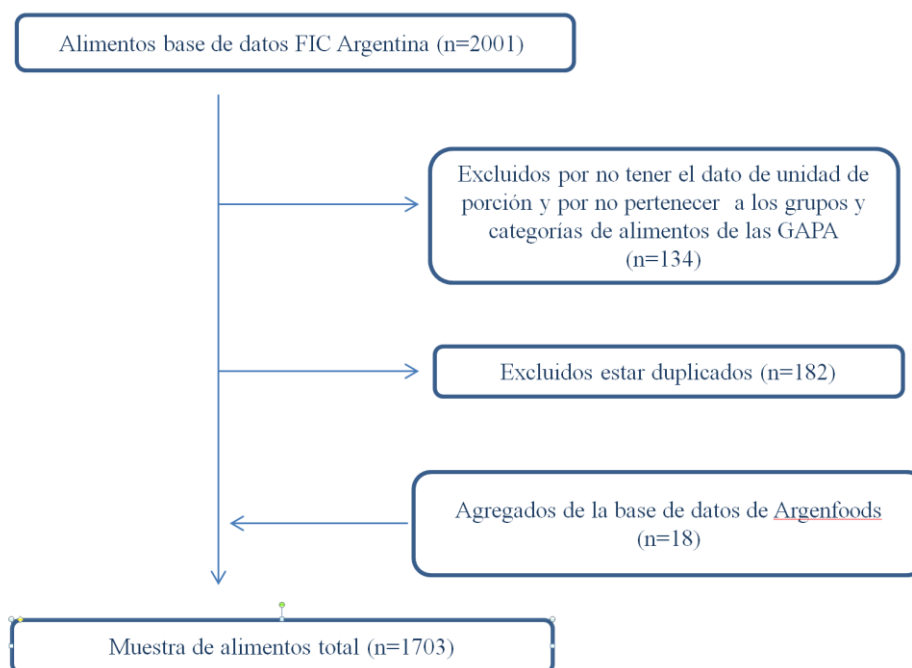 Alimentos base de datos FIC Argentina (n=2001)
Excluidos por no tener el dato de unidad de
porción y por no pertenecer a los grupos y
categorías de alimentos de las GAPA
(n=134)
Excluidos estar duplicados (n=182)
Agregados de la base de datos de Argenfoods
(n=18)
Muestra de alimentos total (n=1703)